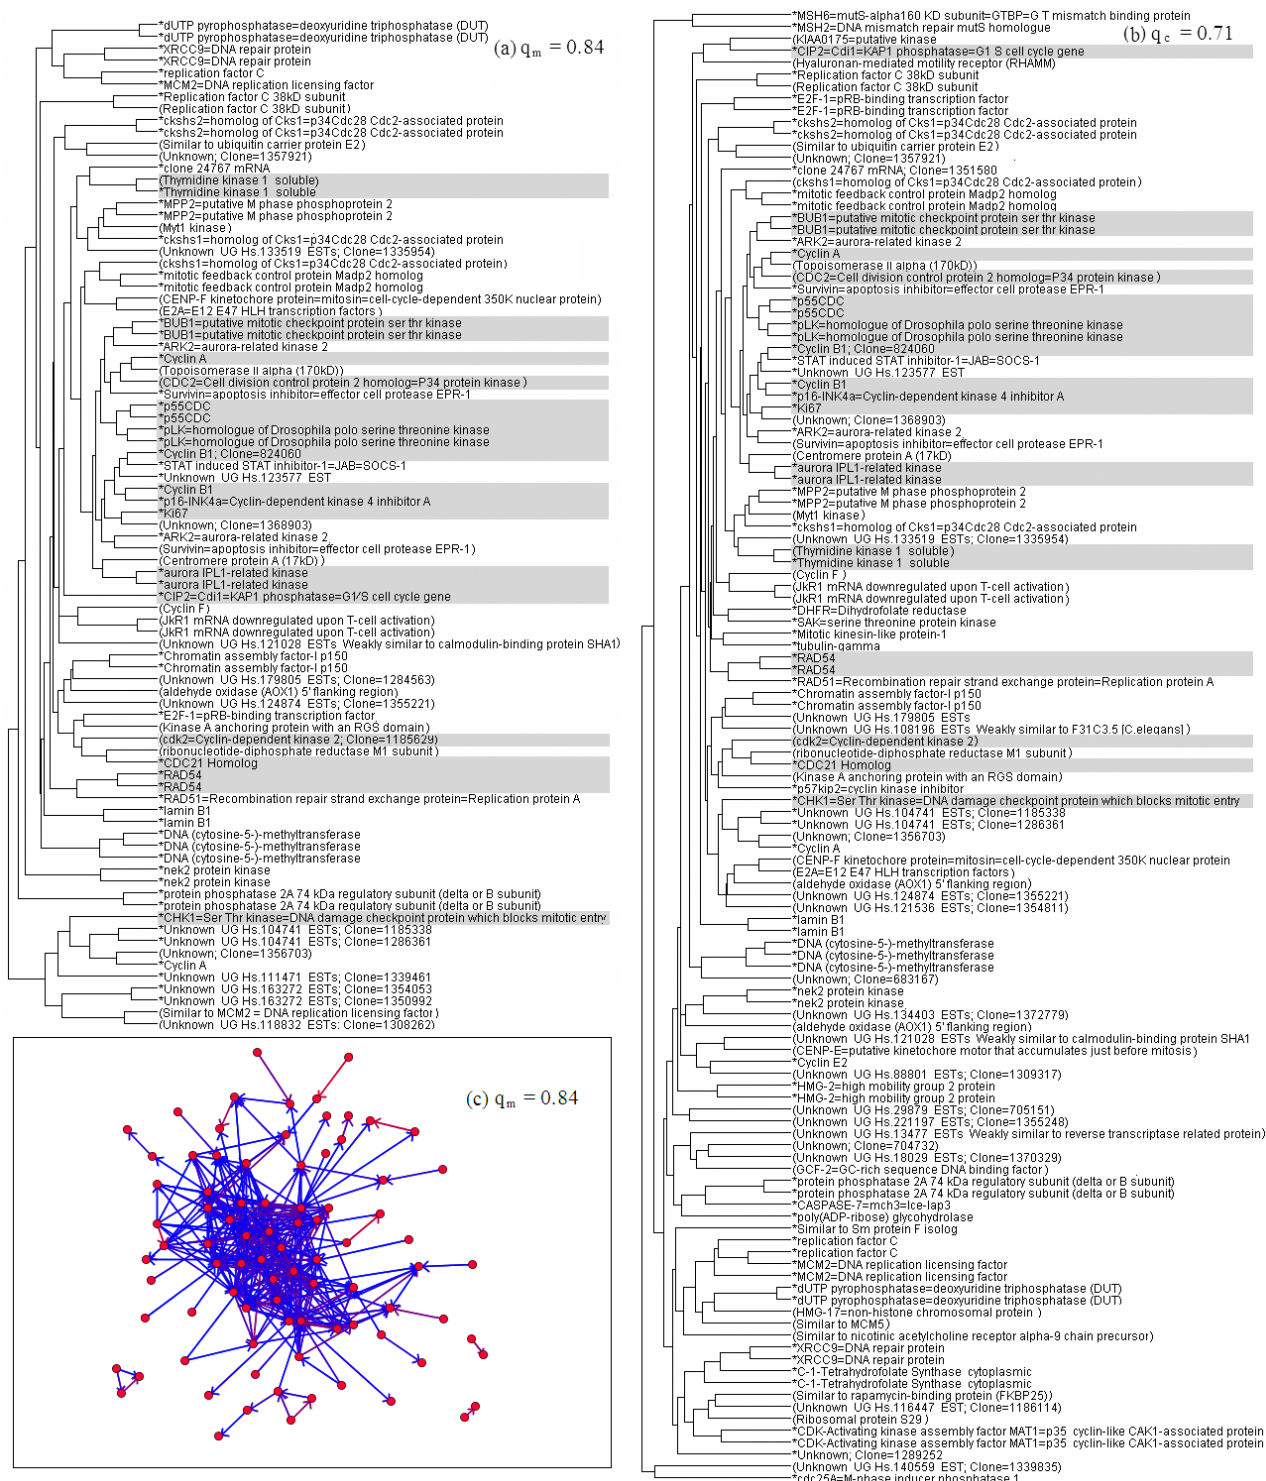 *dUTP pyrophosphatase=deoxyuridine triphosphatase (DUT)
*dUTP pyrophosphatase=deoxyuridine triphosphatase (DUT)
*XRCC9=DNA repair protein
(a) qm = 0.84
*XRCC9=DNA repair protein
*replication factor C
*MCM2=DNA replication licensing factor
*Replication factor C 38kD subunit
(Replication factor C 38kD subunit)
*ckshs2=homolog of Cks1=p34Cdc28 Cdc2-associated protein
*ckshs2=homolog of Cks1=p34Cdc28 Cdc2-associated protein
(Similar to ubiquitin carrier protein E2)
(Unknown; Clone=1357921)
*clone 24767 mRNA
(Thymidine kinase 1 soluble)
*Thymidine kinase 1 soluble
*MPP2=putative M phase phosphoprotein 2
*MPP2=putative M phase phosphoprotein 2
(Myt1 kinase)
*ckshs1=homolog of Cks1=p34Cdc28 Cdc2-associated protein
(Unknown UG Hs.133519 ESTs; Clone=1335954)
(ckshs1=homolog of Cks1=p34Cdc28 Cdc2-associated protein)
*mitotic feedback control protein Madp2 homolog
*mitotic feedback control protein Madp2 homolog
(CENP-F kinetochore protein=mitosin=cell-cycle-dependent 350K nuclear protein)
(E2A=E12 E47 HLH transcription factors )
*BUB1=putative mitotic checkpoint protein ser thr kinase
*BUB1=putative mitotic checkpoint protein ser thr kinase
*ARK2=aurora-related kinase 2
*Cyclin A
(Topoisomerase II alpha (170kD))
(CDC2=Cell division control protein 2 homolog=P34 protein kinase )
*Survivin=apoptosis inhibitor=effector cell protease EPR-1
*p55CDC
*p55CDC
*pLK=homologue of Drosophila polo serine threonine kinase
*pLK=homologue of Drosophila polo serine threonine kinase
*Cyclin B1; Clone=824060
*STAT induced STAT inhibitor-1=JAB=SOCS-1
*Unknown UG Hs.123577 EST
*Cyclin B1
*p16-INK4a=Cyclin-dependent kinase 4 inhibitor A
*Ki67
(Unknown; Clone=1368903)
*ARK2=aurora-related kinase 2
(Survivin=apoptosis inhibitor=effector cell protease EPR-1)
(Centromere protein A (17kD) )
*aurora IPL1-related kinase
*aurora IPL1-related kinase
*CIP2=Cdi1=KAP1 phosphatase=G1/S cell cycle gene
(Cyclin F)
(JkR1 mRNA downregulated upon T-cell activation)
(JkR1 mRNA downregulated upon T-cell activation)
(Unknown UG Hs.121028 ESTs Weakly similar to calmodulin-binding protein SHA1)
*Chromatin assembly factor-I p150
*Chromatin assembly factor-I p150
(Unknown UG Hs.179805 ESTs; Clone=1284563)
(aldehyde oxidase (AOX1) 5' flanking region)
(Unknown UG Hs.124874 ESTs; Clone=1355221)
*E2F-1=pRB-binding transcription factor
(Kinase A anchoring protein with an RGS domain)
(cdk2=Cyclin-dependent kinase 2; Clone=1185629)
(ribonucleotide-diphosphate reductase M1 subunit )
*CDC21 Homolog
*RAD54
*RAD54
*RAD51=Recombination repair strand exchange protein=Replication protein A
*lamin B1
*lamin B1
*DNA (cytosine-5-)-methyltransferase
*DNA (cytosine-5-)-methyltransferase
*DNA (cytosine-5-)-methyltransferase
*nek2 protein kinase
*nek2 protein kinase
*protein phosphatase 2A 74 kDa regulatory subunit (delta or B subunit)
*protein phosphatase 2A 74 kDa regulatory subunit (delta or B subunit)
*CHK1=Ser Thr kinase=DNA damage checkpoint protein which blocks mitotic entry
*Unknown UG Hs.104741 ESTs; Clone=1185338
*Unknown UG Hs.104741 ESTs; Clone=1286361
(Unknown; Clone=1356703)
*Cyclin A
*Unknown UG Hs.111471 ESTs; Clone=1339461
*Unknown UG Hs.163272 ESTs; Clone=1354053
*Unknown UG Hs.163272 ESTs; Clone=1350992
(Similar to MCM2 = DNA replication licensing factor)
(Unknown UG Hs.118832 ESTs; Clone=1308262)
(c) qm = 0.84
*MSH6=mutS-alpha160 KD subunit=GTBP=G T mismatch binding protein
*MSH2=DNA mismatch repair mutS homologue
(b) qc = 0.71
(KIAA0175=putative kinase
*CIP2=Cdi1=KAP1 phosphatase=G1 S cell cycle gene
(Hyaluronan-mediated motility receptor (RHAMM)
*Replication factor C 38kD subunit
(Replication factor C 38kD subunit
*E2F-1=pRB-binding transcription factor
*E2F-1=pRB-binding transcription factor
*ckshs2=homolog of Cks1=p34Cdc28 Cdc2-associated protein
*ckshs2=homolog of Cks1=p34Cdc28 Cdc2-associated protein
(Similar to ubiquitin carrier protein E2)
(Unknown; Clone=1357921)
*clone 24767 mRNA; Clone=1351580
(ckshs1=homolog of Cks1=p34Cdc28 Cdc2-associated protein)
*mitotic feedback control protein Madp2 homolog
*mitotic feedback control protein Madp2 homolog
*BUB1=putative mitotic checkpoint protein ser thr kinase
*BUB1=putative mitotic checkpoint protein ser thr kinase
*ARK2=aurora-related kinase 2
*Cyclin A
(Topoisomerase II alpha (170kD))
(CDC2=Cell division control protein 2 homolog=P34 protein kinase )
*Survivin=apoptosis inhibitor=effector cell protease EPR-1
*p55CDC
*p55CDC
*pLK=homologue of Drosophila polo serine threonine kinase
*pLK=homologue of Drosophila polo serine threonine kinase
*Cyclin B1; Clone=824060
*STAT induced STAT inhibitor-1=JAB=SOCS-1
*Unknown UG Hs.123577 EST
*Cyclin B1
*p16-INK4a=Cyclin-dependent kinase 4 inhibitor A
*Ki67
(Unknown; Clone=1368903)
*ARK2=aurora-related kinase 2
(Survivin=apoptosis inhibitor=effector cell protease EPR-1
(Centromere protein A (17kD)
*aurora IPL1-related kinase
*aurora IPL1-related kinase
*MPP2=putative M phase phosphoprotein 2
*MPP2=putative M phase phosphoprotein 2
(Myt1 kinase)
*ckshs1=homolog of Cks1=p34Cdc28 Cdc2-associated protein
(Unknown UG Hs.133519 ESTs; Clone=1335954)
(Thymidine kinase 1 soluble)
*Thymidine kinase 1 soluble
(Cyclin F )
(JkR1 mRNA downregulated upon T-cell activation)
(JkR1 mRNA downregulated upon T-cell activation)
*DHFR=Dihydrofolate reductase
*SAK=serine threonine protein kinase
*Mitotic kinesin-like protein-1
*tubulin-gamma
*RAD54
*RAD54
*RAD51=Recombination repair strand exchange protein=Replication protein A
*Chromatin assembly factor-I p150
*Chromatin assembly factor-I p150
(Unknown UG Hs.179805 ESTs
(Unknown UG Hs.108196 ESTs Weakly similar to F31C3.5 [C.elegans] )
(cdk2=Cyclin-dependent kinase 2)
(ribonucleotide-diphosphate reductase M1 subunit )
*CDC21 Homolog
(Kinase A anchoring protein with an RGS domain)
*p57kip2=cyclin kinase inhibitor
*CHK1=Ser Thr kinase=DNA damage checkpoint protein which blocks mitotic entry
*Unknown UG Hs.104741 ESTs; Clone=1185338
*Unknown UG Hs.104741 ESTs; Clone=1286361
(Unknown; Clone=1356703)
*Cyclin A
(CENP-F kinetochore protein=mitosin=cell-cycle-dependent 350K nuclear protein
(E2A=E12 E47 HLH transcription factors)
(aldehyde oxidase (AOX1) 5' flanking region)
(Unknown UG Hs.124874 ESTs; Clone=1355221)
(Unknown UG Hs.121536 ESTs; Clone=1354811)
*lamin B1
*lamin B1
*DNA (cytosine-5-)-methyltransferase
*DNA (cytosine-5-)-methyltransferase
*DNA (cytosine-5-)-methyltransferase
(Unknown; Clone=683167)
*nek2 protein kinase
*nek2 protein kinase
(Unknown UG Hs.134403 ESTs; Clone=1372779)
(aldehyde oxidase (AOX1) 5' flanking region)
(Unknown UG Hs.121028 ESTs Weakly similar to calmodulin-binding protein SHA1
(CENP-E=putative kinetochore motor that accumulates just before mitosis)
*Cyclin E2
(Unknown UG Hs.88801 ESTs; Clone=1309317)
*HMG-2=high mobility group 2 protein
*HMG-2=high mobility group 2 protein
(Unknown UG Hs.29879 ESTs; Clone=705151)
(Unknown UG Hs.221197 ESTs; Clone=1355248)
(Unknown UG Hs.13477 ESTs Weakly similar to reverse transcriptase related protein)
(Unknown; Clone=704732)
(Unknown UG Hs.18029 ESTs; Clone=1370329)
(GCF-2=GC-rich sequence DNA binding factor)
*protein phosphatase 2A 74 kDa regulatory subunit (delta or B subunit)
*protein phosphatase 2A 74 kDa regulatory subunit (delta or B subunit)
*CASPASE-7=mch3=Ice-lap3
*poly(ADP-ribose) glycohydrolase
*Similar to Sm protein F isolog
*replication factor C
*replication factor C
*MCM2=DNA replication licensing factor
*MCM2=DNA replication licensing factor
*dUTP pyrophosphatase=deoxyuridine triphosphatase (DUT)
*dUTP pyrophosphatase=deoxyuridine triphosphatase (DUT)
(HMG-17=non-histone chromosomal protein )
(Similar to MCM5)
(Similar to nicotinic acetylcholine receptor alpha-9 chain precursor)
*XRCC9=DNA repair protein
*XRCC9=DNA repair protein
*C-1-Tetrahydrofolate Synthase cytoplasmic
*C-1-Tetrahydrofolate Synthase cytoplasmic
(Similar to rapamycin-binding protein (FKBP25))
(Unknown UG Hs.116447 EST; Clone=1186114)
(Ribosomal protein S29 )
*CDK-Activating kinase assembly factor MAT1=p35 cyclin-like CAK1-associated protein
*CDK-Activating kinase assembly factor MAT1=p35 cyclin-like CAK1-associated protein
*Unknown; Clone=1289252
(Unknown UG Hs.140559 EST; Clone=1339835)
*cdc25A=M-phase inducer phosphatase 1